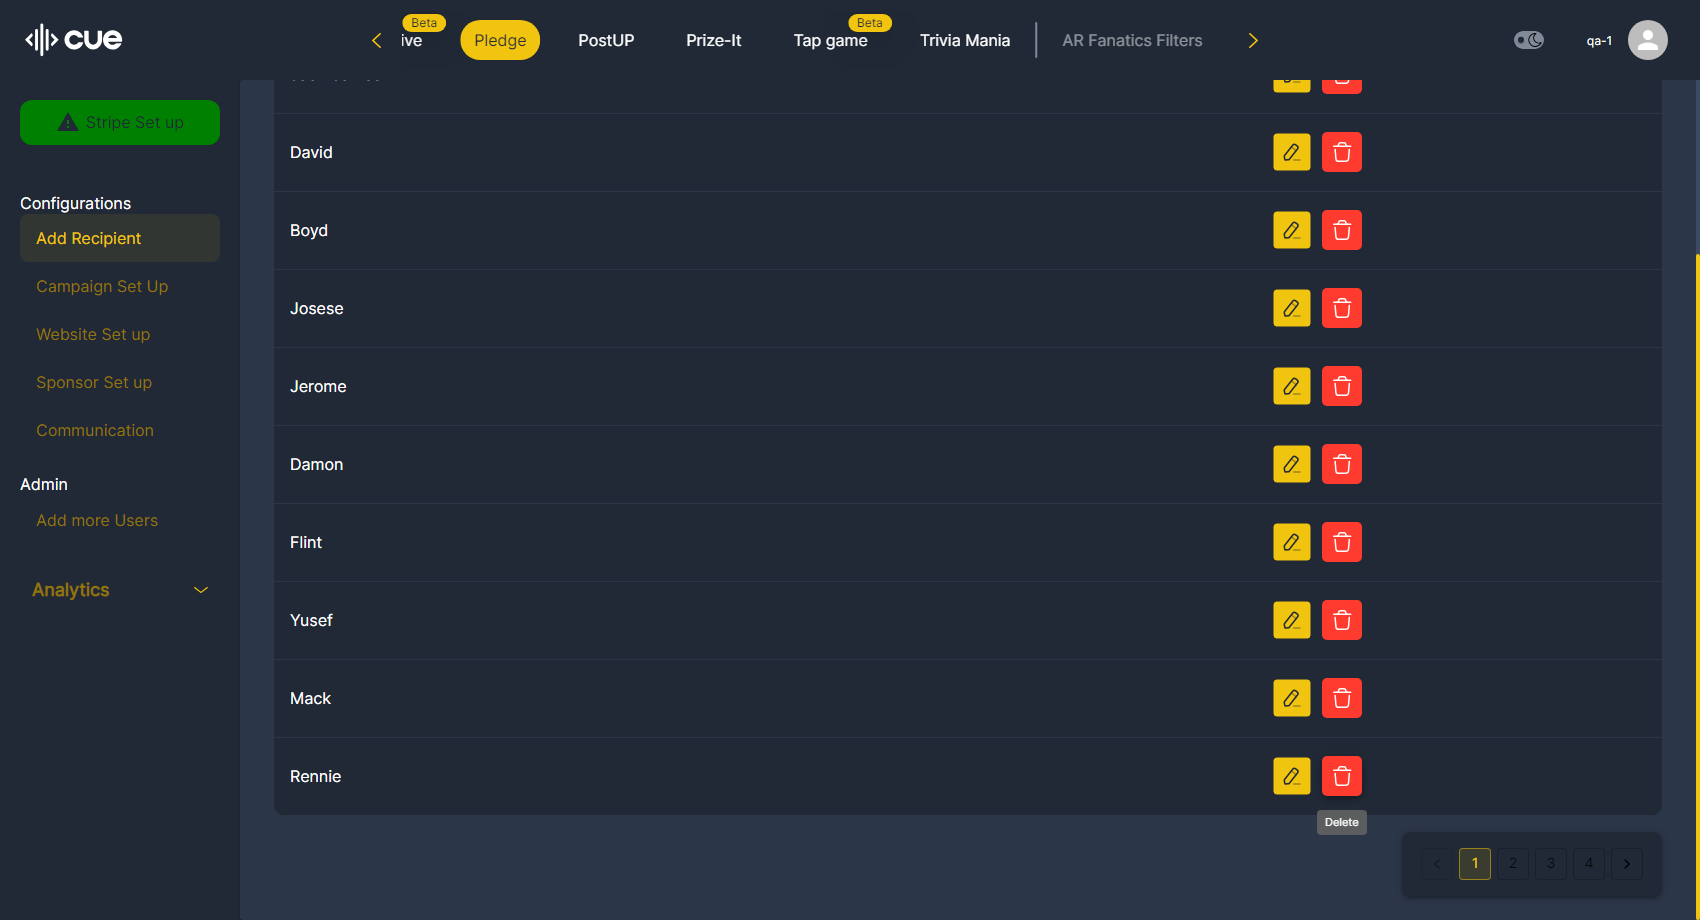 cue
Beta
ive
Pledge
PostUP
Prize-It
Beta
Tap game
Trivia Mania
AR Fanatics Filters
qa-1
Stripe Set up
Configurations
Add Recipient
Campaign Set Up
Website Set up
Sponsor Set up
Communication
Admin
Add more Users
Analytics
David
Boyd
Josese
Jerome
Damon
Flint
Yusef
Mack
Rennie
Delete
1 2 3 4